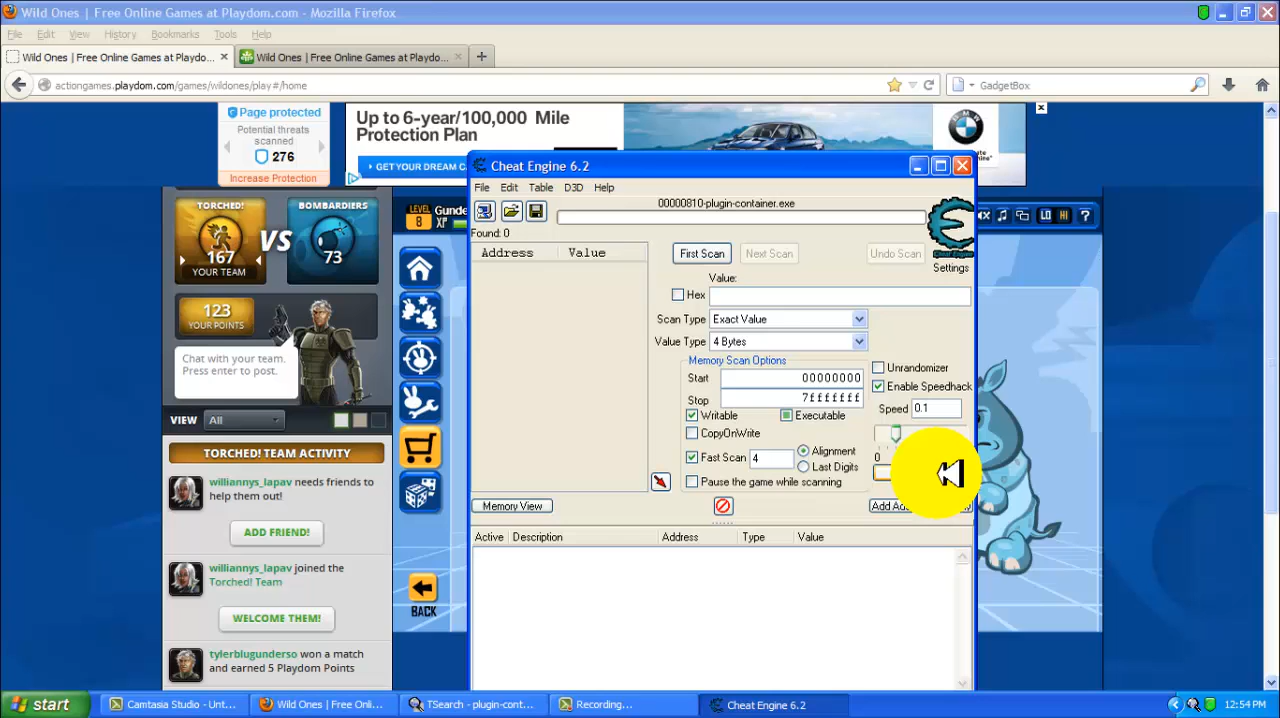 Wild Ones | Free Online Games at Playdom.com - Mozilla Firefox
File Edit View History Bookmarks Tools Help
Wild Ones | Free Online Games at Playdo... × Wild Ones | Free Online Games at Playdo... × +
actiongames.playdom.com/games/wildones/play#/home GadgetBox
Page protected
Potential threats
scanned
276
Increase Protection
Up to 6-year/100,000 Mile
Protection Plan
GET YOUR DREAM C
BMW
Cheat Engine 6.2
File Edit Table D3D Help
00000810-plugin-container.exe
Found: 0
Address Value
First Scan Next Scan Undo Scan
Settings
Value:
Hex
Scan Type Exact Value
Value Type 4 Bytes
Memory Scan Options
Start 00000000
Stop 7fffffff
Writable Executable
CopyOnWrite
Fast Scan 4 Alignment
Last Digits
Pause the game while scanning
Unrandomizer
Enable Speedhack
Speed 0.1
0
Memory View
Active Description Address Type Value
TORCHED! VS BOMBARDIERS
167 73
YOUR TEAM
123
YOUR POINTS
Chat with your team.
Press enter to post.
VIEW All
TORCHED! TEAM ACTIVITY
williannys_lapav needs friends to
help them out!
ADD FRIEND!
williannys_lapav joined the
Torched! Team
WELCOME THEM!
tylerblugunderso won a match
and earned 5 Playdom Points
LEVEL
8
Gunde
XP
LO HI ?
BACK
start Camtasia Studio - Unt... Wild Ones | Free Onli... TSearch - plugin-cont... Recording... Cheat Engine 6.2 12:54 PM